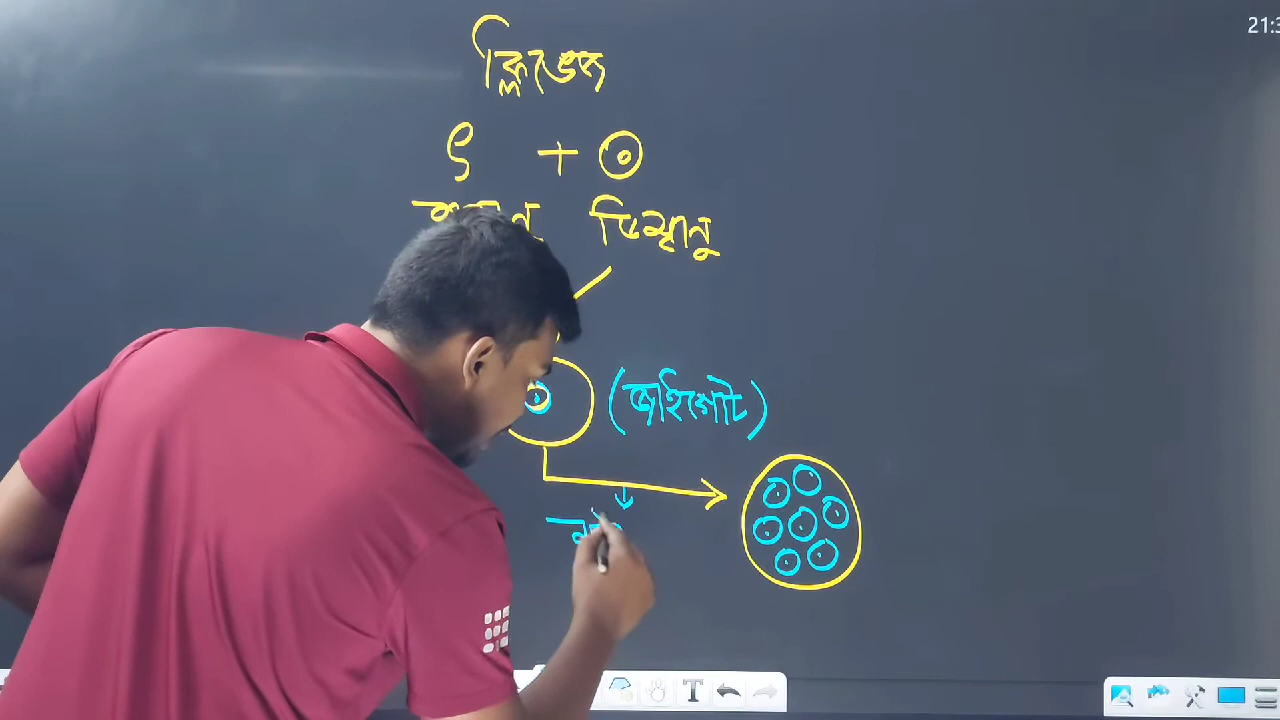 21:3
ক্লিভেজ
+
ডিম্বানু
(জাইগোট)
T